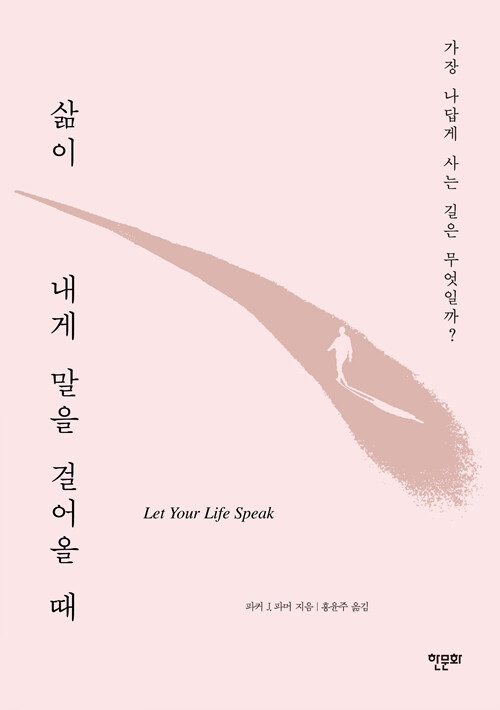 가장 나답게 사는 길은 무엇일까?
삶이 내게 말을 걸어올 때
Let Your Life Speak
파커 J. 파머 지음 | 홍윤주 옮김
한문화